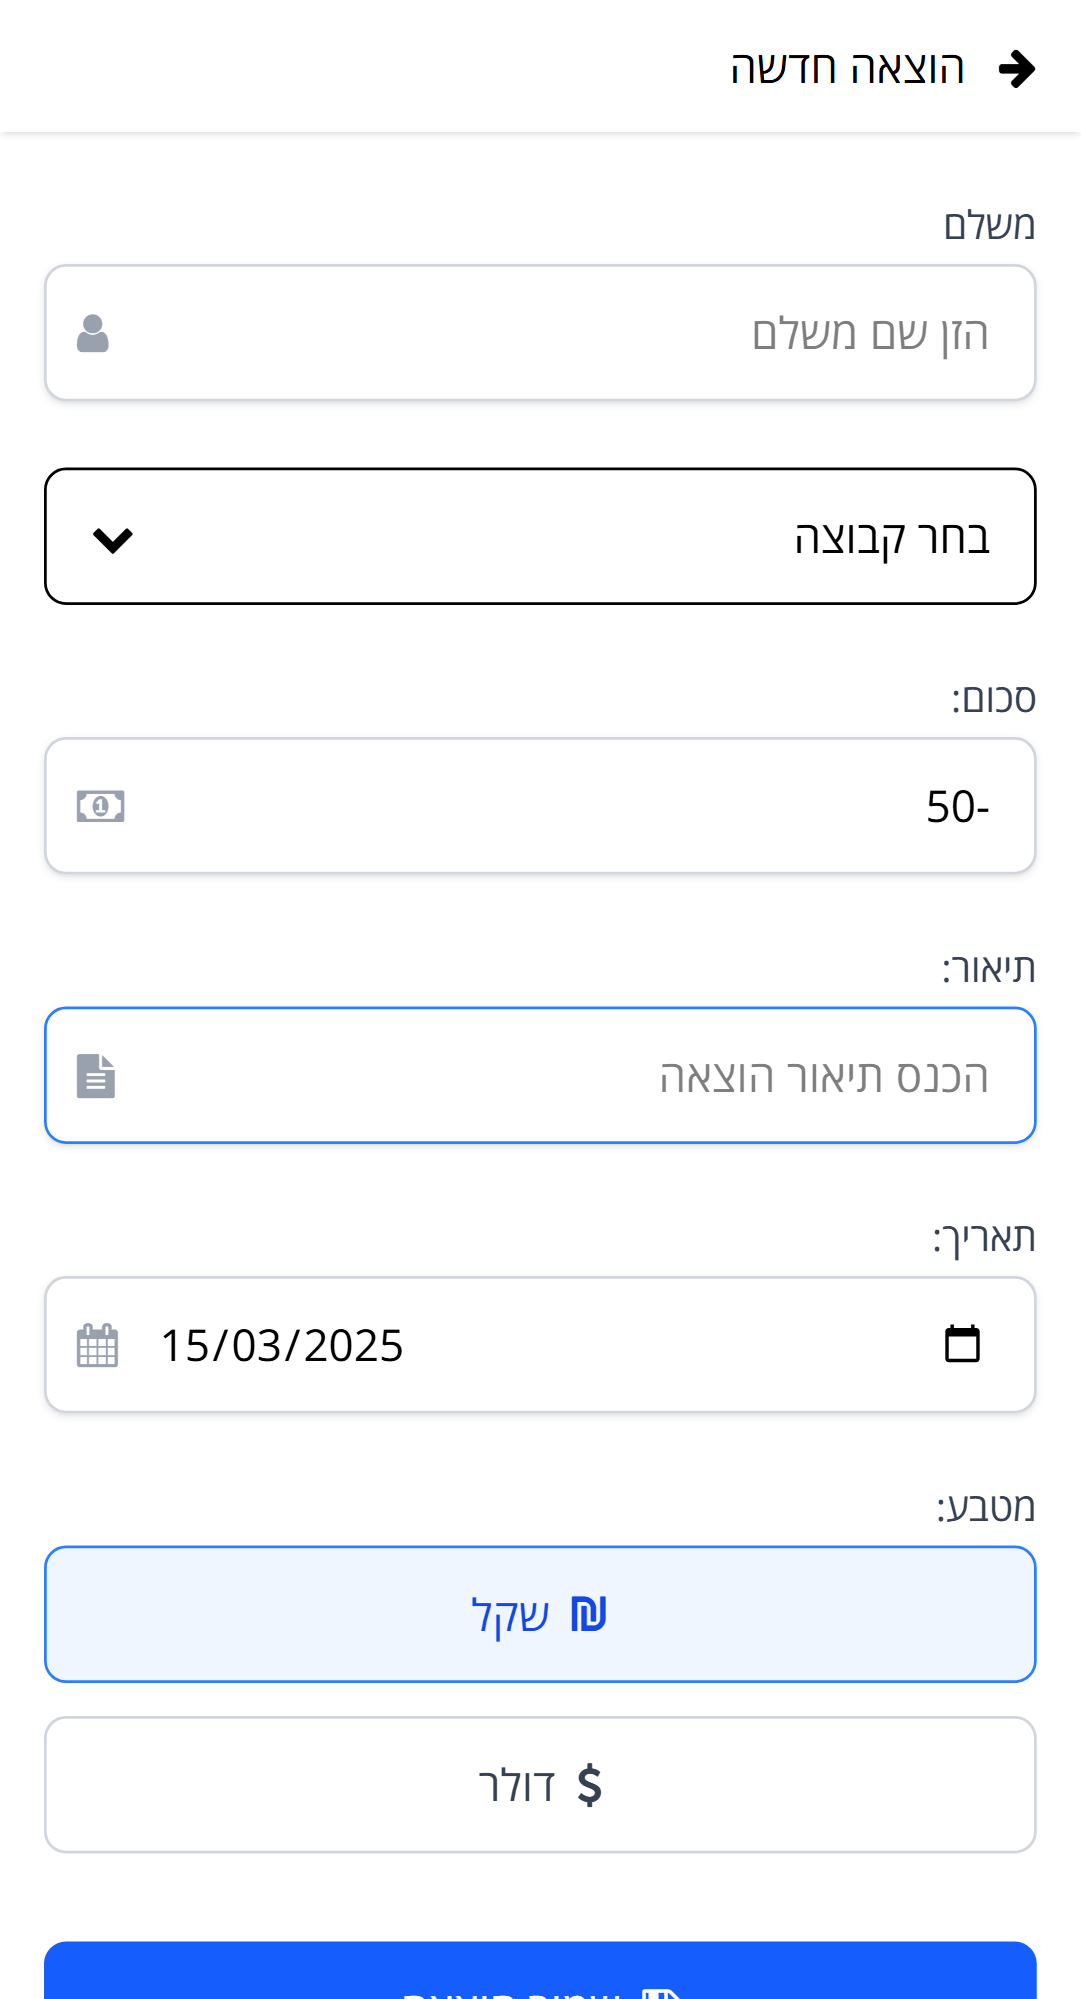 הוצאה חדשה
משלם
הזן שם משלם
בחר קבוצה
סכום:
50-
תיאור:
הכנס תיאור הוצאה
תאריך:
15/03/2025
מטבע:
₪ שקל
$ דולר